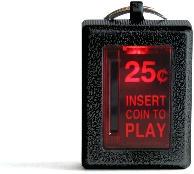 25¢
INSERT
COIN TO
PLAY